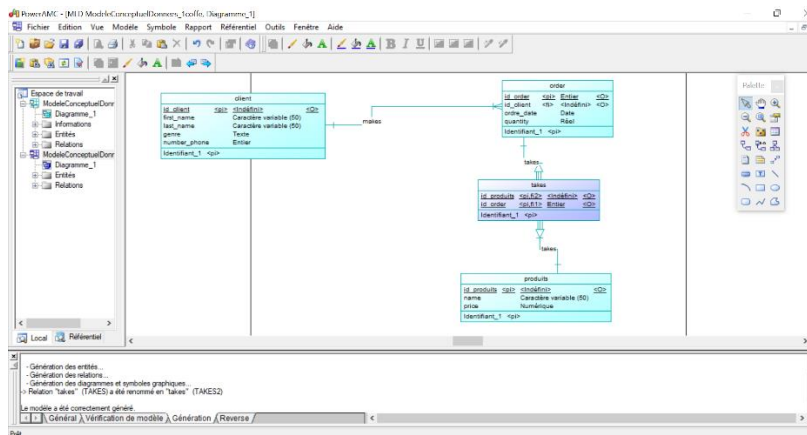 PowerAMC - [MLD ModeleConceptuelDonnees_1coffe, Diagramme_1]
Fichier Edition Vue Modèle Symbole Rapport Référentiel Outils Fenêtre Aide
Espace de travail
ModeleConceptuelDonr
Diagramme_1
Informations
Entités
Relations
ModeleConceptuelDonr
Diagramme_1
Entités
Relations
Local Référentiel
client
id_client <pi> <Indéfini> <O>
first_name Caractère variable (50)
last_name Caractère variable (50)
genre Texte
number_phone Entier
Identifiant_1 <pi>
makes
order
id_order <pi> Entier <O>
id_client <fi> <Indéfini> <O>
ordre_date Date
quantity Réel
Identifiant_1 <pi>
takes
takes
id_produits <pi,fi2> <Indéfini> <O>
id_order <pi,fi1> Entier <O>
Identifiant_1 <pi>
takes
produits
id_produits <pi> <Indéfini> <O>
name Caractère variable (50)
price Numérique
Identifiant_1 <pi>
Palette
- Génération des entités...
- Génération des relations...
- Génération des diagrammes et symboles graphiques...
-> Relation "takes" (TAKES) a été renommé en "takes" (TAKES2)
Le modèle a été correctement généré.
Général Vérification de modèle Génération Reverse
Prêt